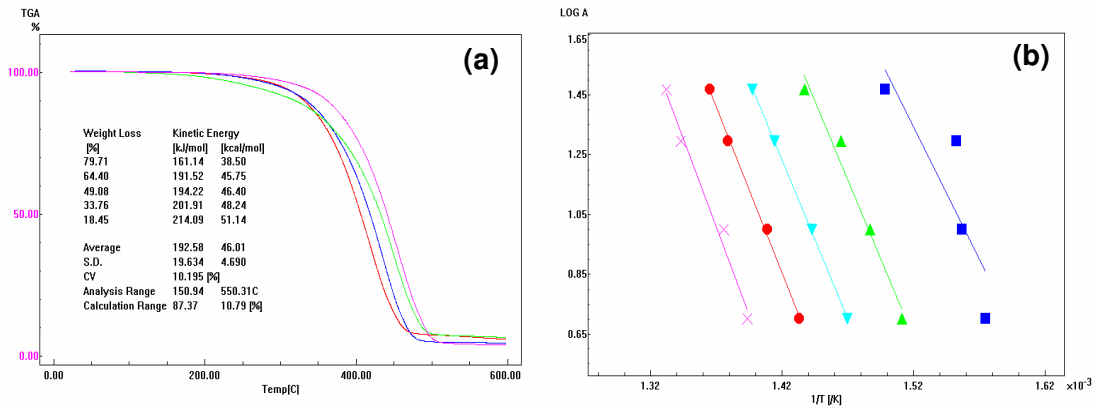 TGA
%
(a)
100.00
50.00
0.00
Weight Loss Kinetic Energy
[%] [kJ/mol] [kcal/mol]
79.71 161.14 38.50
64.40 191.52 45.75
49.08 194.22 46.40
33.76 201.91 48.24
18.45 214.09 51.14
Average 192.58 46.01
S.D. 19.634 4.690
CV 10.195 [%]
Analysis Range 150.94 550.31C
Calculation Range 87.37 10.79 [%]
0.00 200.00 400.00 600.00
Temp[C]
LOG A
(b)
1.65
1.45
1.25
1.05
0.85
0.65
1.32 1.42 1.52 1.62 ×10⁻³
1/T [/K]